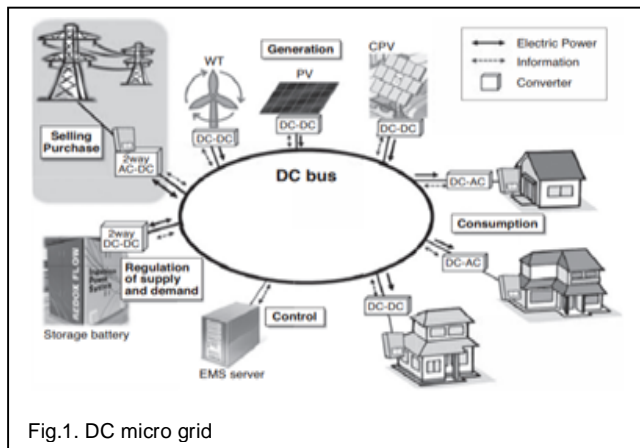 WT
Generation
CPV
PV
Electric Power
Information
Converter
DC-DC
DC-DC
DC-DC
Selling
Purchase
2way
AC-DC
DC bus
DC-AC
Consumption
2way
DC-DC
DC-AC
REDOX FLOW
Regulation
of supply
and demand
DC-DC
Control
Storage battery
EMS server
Fig.1. DC micro grid